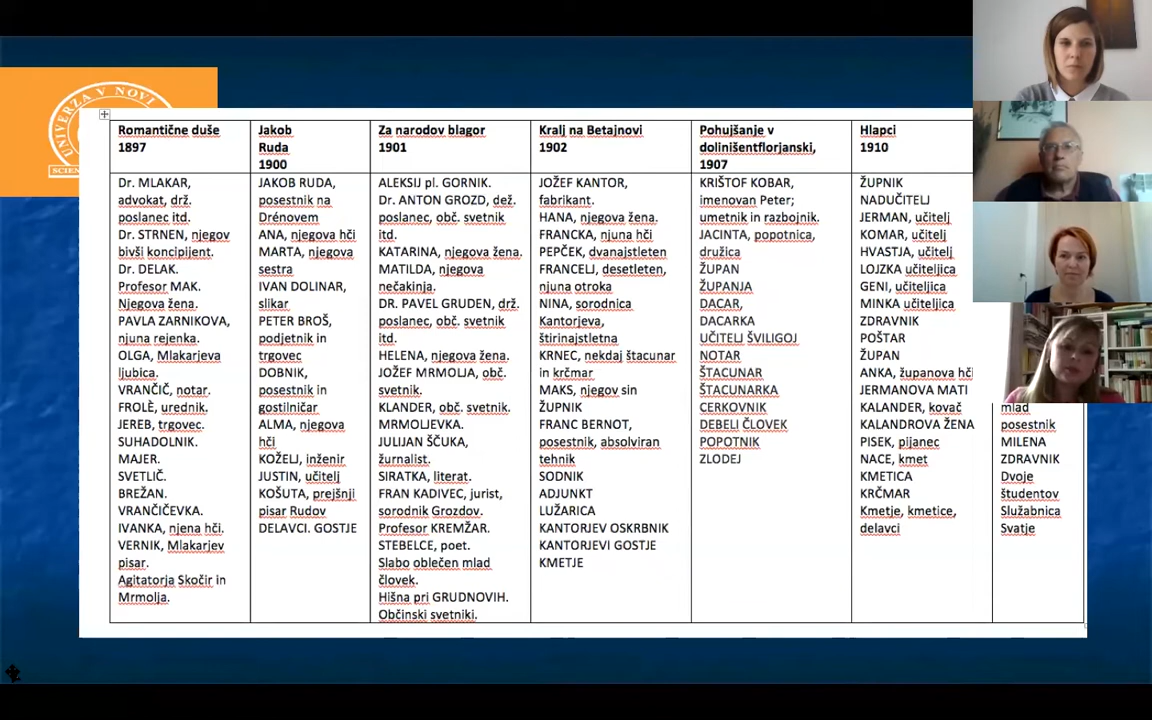 UNIVERZA V NOVI
SCIEN
Romantične duše
1897
Jakob
Ruda
1900
Za narodov blagor
1901
Kralj na Betajnovi
1902
Pohujšanje v
dolinišentflorjanski,
1907
Hlapci
1910
Dr. MLAKAR,
advokat, drž.
poslanec itd.
Dr. STRNEN, njegov
bivši koncipijent.
Dr. DELAK.
Profesor MAK.
Njegova žena.
PAVLA ZARNIKOVA,
njuna rejenka.
OLGA, Mlakarjeva
ljubica.
VRANČIČ, notar.
FROLÈ, urednik.
JEREB, trgovec.
SUHADOLNIK.
MAJER.
SVETLIČ.
BREŽAN.
VRANČIČEVKA.
IVANKA, njena hči.
VERNIK, Mlakarjev
pisar.
Agitatorja Skočir in
Mrmolja.
JAKOB RUDA,
posestnik na
Drénovem
ANA, njegova hči
MARTA, njegova
sestra
IVAN DOLINAR,
slikar
PETER BROŠ,
podjetnik in
trgovec
DOBNIK,
posestnik in
gostilničar
ALMA, njegova
hči
KOŽELJ, inženir
JUSTIN, učitelj
KOŠUTA, prejšnji
pisar Rudov
DELAVCI. GOSTJE
ALEKSIJ pl. GORNIK.
Dr. ANTON GROZD, dež.
poslanec, obč. svetnik
itd.
KATARINA, njegova žena.
MATILDA, njegova
nečakinja.
DR. PAVEL GRUDEN, drž.
poslanec, obč. svetnik
itd.
HELENA, njegova žena.
JOŽEF MRMOLJA, obč.
svetnik.
KLANDER, obč. svetnik.
MRMOLJEVKA.
JULIJAN ŠČUKA,
žurnalist.
SIRATKA, literat.
FRAN KADIVEC, jurist,
sorodnik Grozdov.
Profesor KREMŽAR.
STEBELCE, poet.
Slabo oblečen mlad
človek.
Hišna pri GRUDNOVIH.
Občinski svetniki.
JOŽEF KANTOR,
fabrikant.
HANA, njegova žena.
FRANCKA, njuna hči
PEPČEK, dvanajstleten
FRANCELJ, desetleten,
njuna otroka
NINA, sorodnica
Kantorjeva,
štirinajstletna
KRNEC, nekdaj štacunar
in krčmar
MAKS, njegov sin
ŽUPNIK
FRANC BERNOT,
posestnik, absolviran
tehnik
SODNIK
ADJUNKT
LUŽARICA
KANTORJEV OSKRBNIK
KANTORJEVI GOSTJE
KMETJE
KRIŠTOF KOBAR,
imenovan Peter;
umetnik in razbojnik.
JACINTA, popotnica,
družica
ŽUPAN
ŽUPANJA
DACAR,
DACARKA
UČITELJ ŠVILIGOJ
NOTAR
ŠTACUNAR
ŠTACUNARKA
CERKOVNIK
DEBELI ČLOVEK
POPOTNIK
ZLODEJ
ŽUPNIK
NADUČITELJ
JERMAN, učitelj
KOMAR, učitelj
HVASTJA, učitelj
LOJZKA učiteljica
GENI, učiteljica
MINKA učiteljica
ZDRAVNIK
POŠTAR
ŽUPAN
ANKA, županova hči
JERMANOVA MATI
KALANDER, kovač
KALANDROVA ŽENA
PISEK, pijanec
NACE, kmet
KMETICA
KRČMAR
Kmetje, kmetice,
delavci
mlad
posestnik
MILENA
ZDRAVNIK
Dvoje
študentov
Služabnica
Svatje